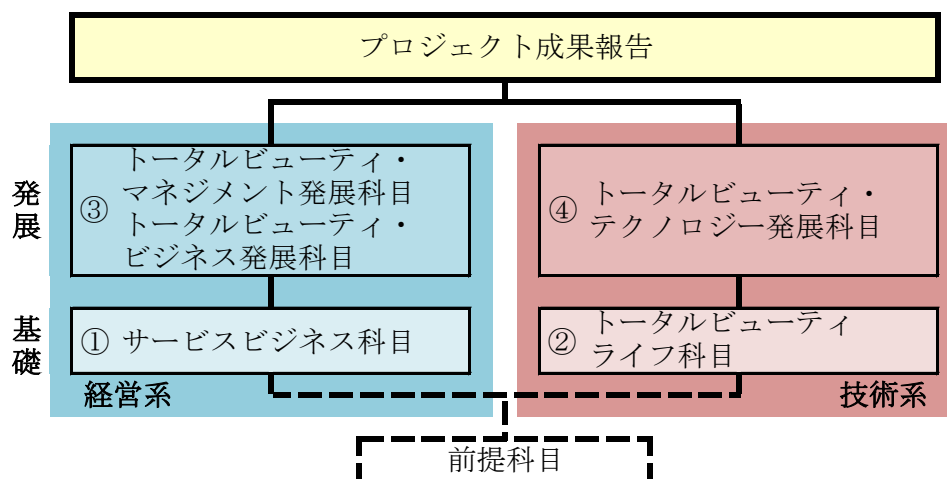 プロジェクト成果報告
発展
③
トータルビューティ・
マネジメント発展科目
トータルビューティ・
ビジネス発展科目
④
トータルビューティ・
テクノロジー発展科目
基礎
① サービスビジネス科目
②
トータルビューティ
ライフ科目
経営系
技術系
前提科目